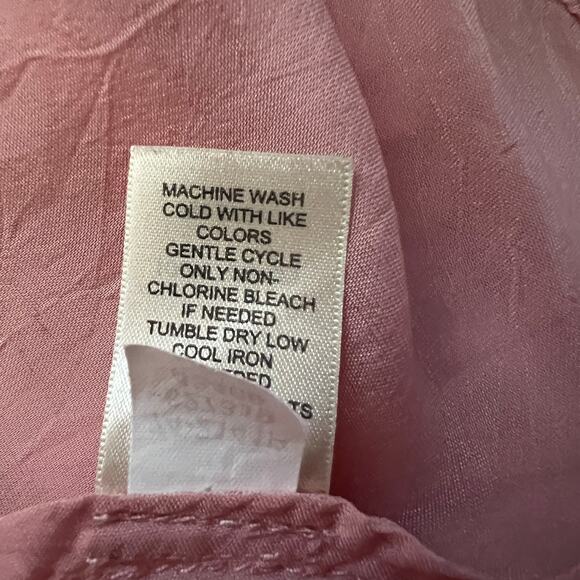 MACHINE WASH
COLD WITH LIKE
COLORS
GENTLE CYCLE
ONLY NON-
CHLORINE BLEACH
IF NEEDED
TUMBLE DRY LOW
COOL IRON